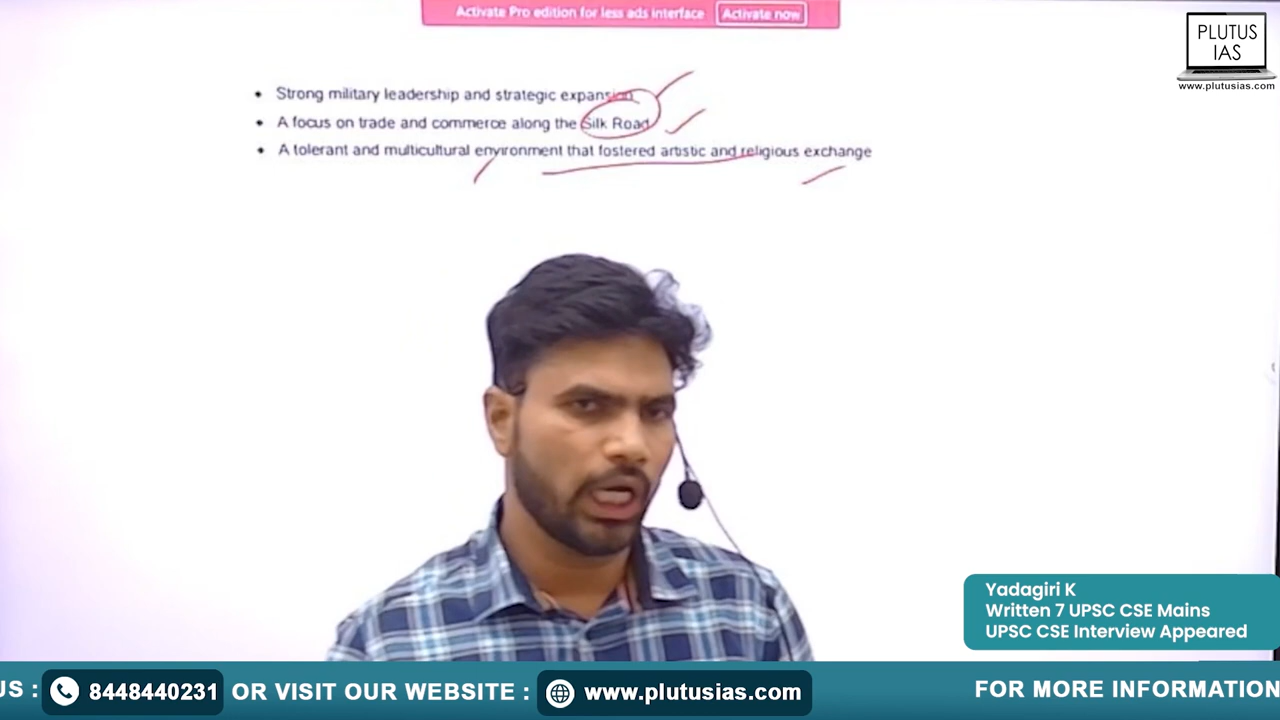 Activate Pro edition for less ads interface Activate now
PLUTUS
IAS
www.plutusias.com
• Strong military leadership and strategic expansion
• A focus on trade and commerce along the Silk Road
• A tolerant and multicultural environment that fostered artistic and religious exchange
Yadagiri K
Written 7 UPSC CSE Mains
UPSC CSE Interview Appeared
US : 8448440231 OR VISIT OUR WEBSITE : www.plutusias.com FOR MORE INFORMATION